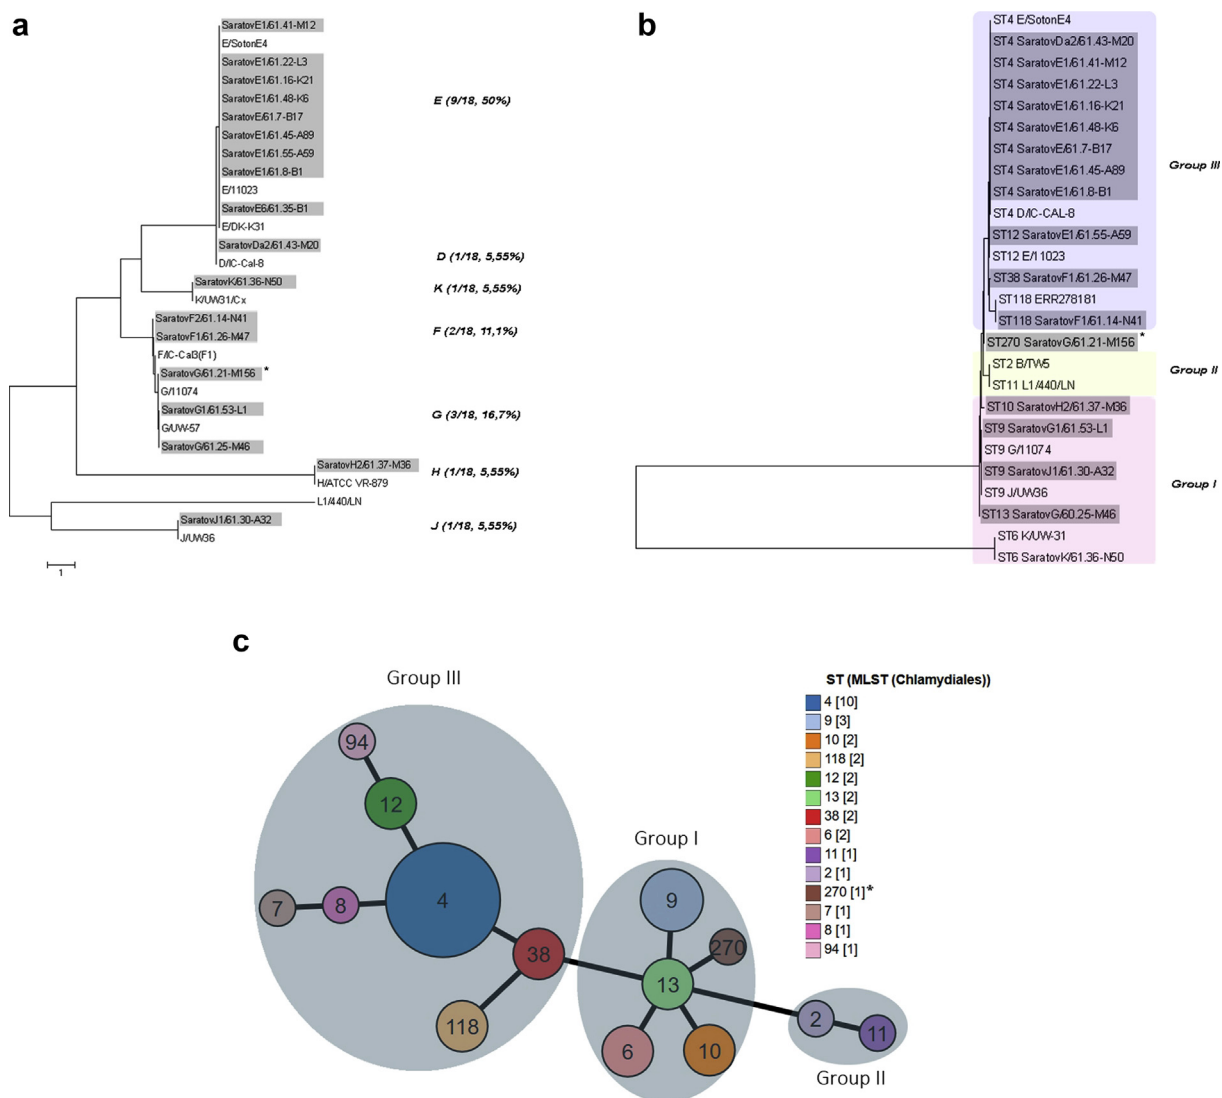 a
SaratovE1/61.41-M12
E/SotonE4
SaratovE1/61.22-L3
SaratovE1/61.16-K21
SaratovE1/61.48-K6
SaratovE/61.7-B17
SaratovE1/61.45-A89
SaratovE1/61.55-A59
SaratovE1/61.8-B1
E/11023
SaratovE6/61.35-B1
E/DK-K31
SaratovDa2/61.43-M20
D/IC-Cal-8
SaratovK/61.36-N50
K/UW31/Cx
SaratovF2/61.14-N41
SaratovF1/61.26-M47
F/IC-Cal3(F1)
SaratovG/61.21-M156 *
G/11074
SaratovG1/61.53-L1
G/UW-57
SaratovG/61.25-M46
SaratovH2/61.37-M36
H/ATCC VR-879
L1/440/LN
SaratovJ1/61.30-A32
J/UW36
1
E (9/18, 50%)
D (1/18, 5,55%)
K (1/18, 5,55%)
F (2/18, 11,1%)
G (3/18, 16,7%)
H (1/18, 5,55%)
J (1/18, 5,55%)
b
ST4 E/SotonE4
ST4 SaratovDa2/61.43-M20
ST4 SaratovE1/61.41-M12
ST4 SaratovE1/61.22-L3
ST4 SaratovE1/61.16-K21
ST4 SaratovE1/61.48-K6
ST4 SaratovE/61.7-B17
ST4 SaratovE1/61.45-A89
ST4 SaratovE1/61.8-B1
ST4 D/IC-CAL-8
ST12 SaratovE1/61.55-A59
ST12 E/11023
ST38 SaratovF1/61.26-M47
ST118 ERR278181
ST118 SaratovF1/61.14-N41
ST270 SaratovG/61.21-M156 *
ST2 B/TW5
ST11 L1/440/LN
ST10 SaratovH2/61.37-M36
ST9 SaratovG1/61.53-L1
ST9 G/11074
ST9 SaratovJ1/61.30-A32
ST9 J/UW36
ST13 SaratovG/60.25-M46
ST6 K/UW-31
ST6 SaratovK/61.36-N50
Group III
Group II
Group I
c
Group III
94
12
4
7
8
38
118
Group I
9
270
13
6
10
2
11
Group II
ST (MLST (Chlamydiales))
4 [10]
9 [3]
10 [2]
118 [2]
12 [2]
13 [2]
38 [2]
6 [2]
11 [1]
2 [1]
270 [1]*
7 [1]
8 [1]
94 [1]